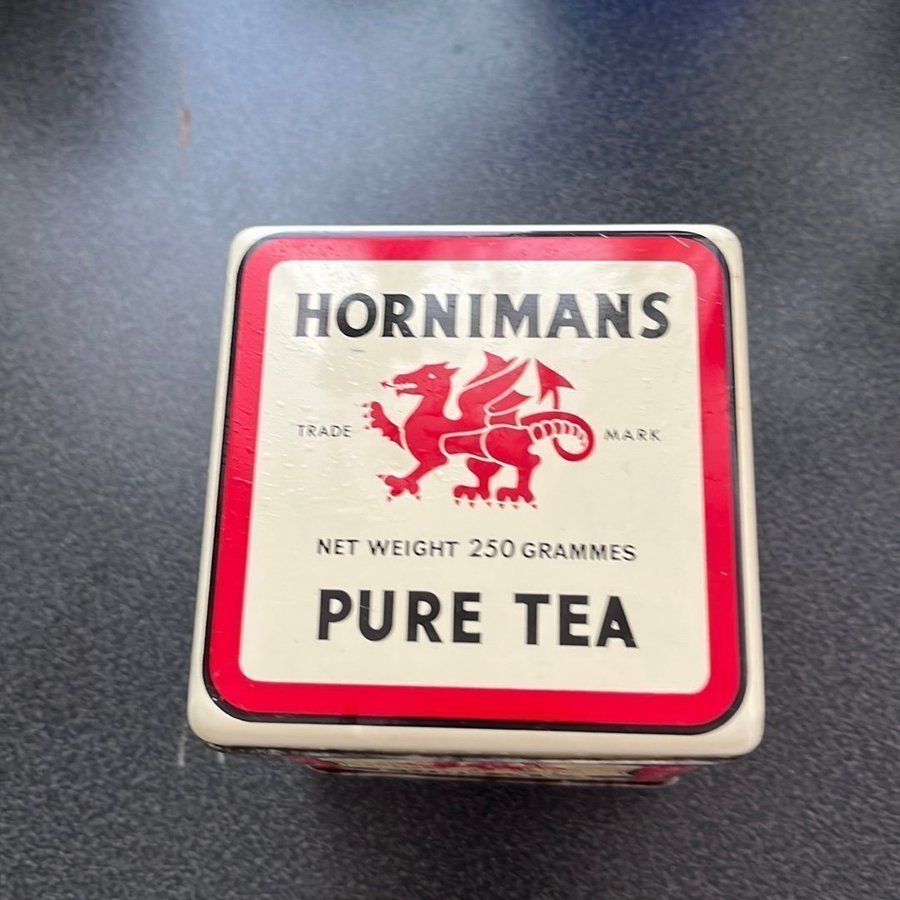 HORNIMANS
TRADE MARK
NET WEIGHT 250 GRAMMES
PURE TEA